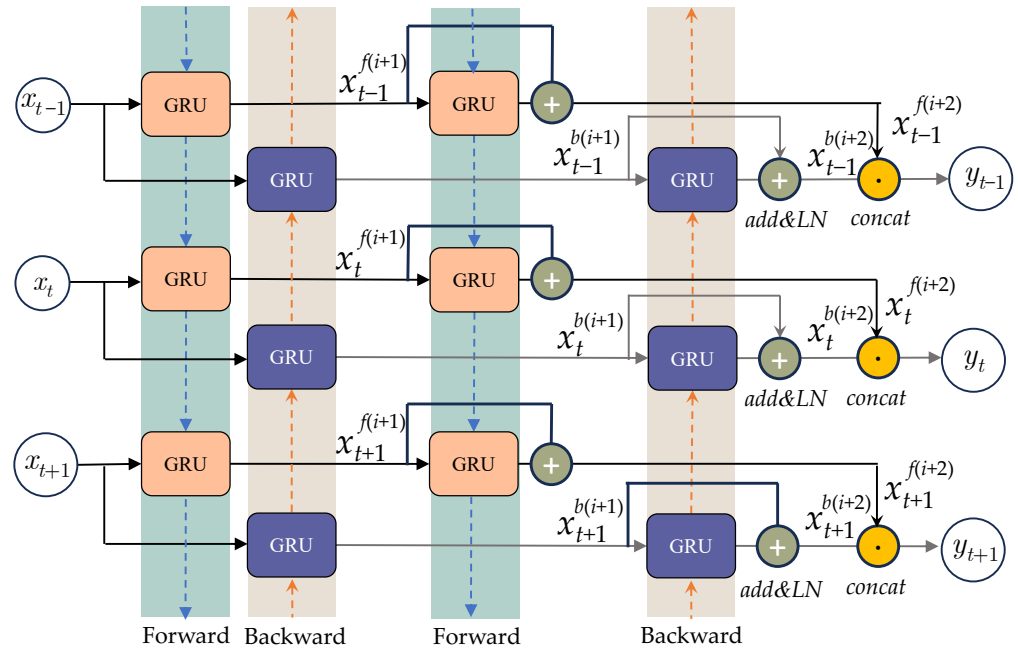 x_{t-1}
GRU
x_{t-1}^{f(i+1)}
GRU
+
x_{t-1}^{f(i+2)}
GRU
x_{t-1}^{b(i+1)}
GRU
+
x_{t-1}^{b(i+2)}
·
y_{t-1}
add&LN
concat
x_t
GRU
x_t^{f(i+1)}
GRU
+
x_t^{f(i+2)}
GRU
x_t^{b(i+1)}
GRU
+
x_t^{b(i+2)}
·
y_t
add&LN
concat
x_{t+1}
GRU
x_{t+1}^{f(i+1)}
GRU
+
x_{t+1}^{f(i+2)}
GRU
x_{t+1}^{b(i+1)}
GRU
+
x_{t+1}^{b(i+2)}
·
y_{t+1}
add&LN
concat
Forward
Backward
Forward
Backward